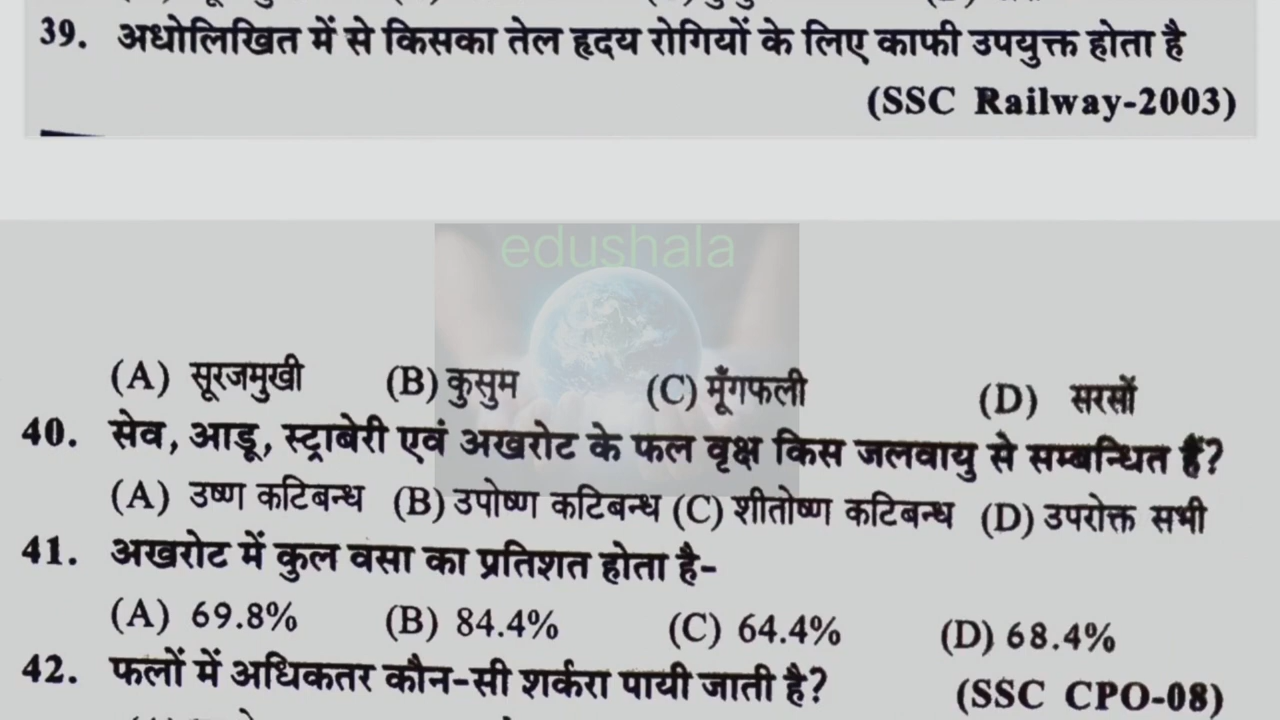 39. अधोलिखित में से किसका तेल हृदय रोगियों के लिए काफी उपयुक्त होता है
(SSC Railway-2003)
edushala
(A) सूरजमुखी (B) कुसुम (C) मूँगफली (D) सरसों
40. सेव, आडू, स्ट्राबेरी एवं अखरोट के फल वृक्ष किस जलवायु से सम्बन्धित हैं?
(A) उष्ण कटिबन्ध (B) उपोष्ण कटिबन्ध (C) शीतोष्ण कटिबन्ध (D) उपरोक्त सभी
41. अखरोट में कुल वसा का प्रतिशत होता है-
(A) 69.8% (B) 84.4% (C) 64.4% (D) 68.4%
42. फलों में अधिकतर कौन-सी शर्करा पायी जाती है?
(SSC CPO-08)